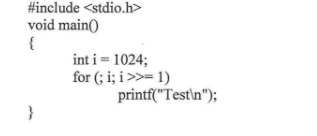 #include <stdio.h>
void main()
{
int i = 1024;
for (; i; i >>= 1)
printf("Test\n");
}